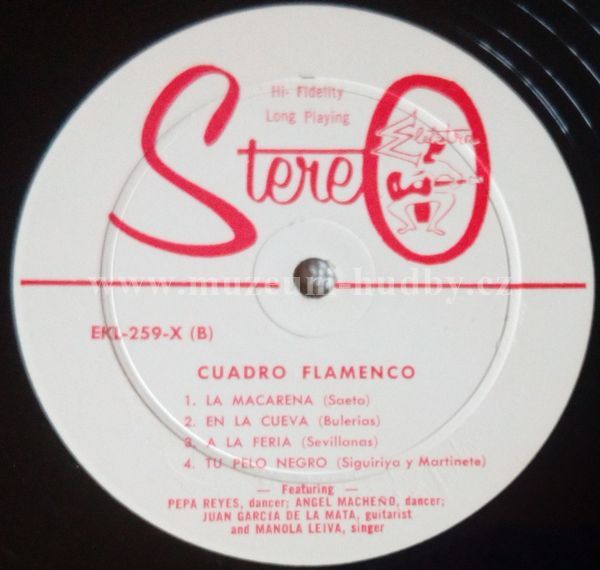 Hi- Fidelity
Long Playing
Stereo
Elektra
www.muzeum-hudby.cz
EKL-259-X (B)
CUADRO FLAMENCO
1. LA MACARENA (Saeta)
2. EN LA CUEVA (Bulerias)
3. A LA FERIA (Sevillanas)
4. TU PELO NEGRO (Siguiriya y Martinete)
— Featuring —
PEPA REYES, dancer; ANGEL MACHEÑO, dancer;
JUAN GARCIA DE LA MATA, guitarist
and MANOLA LEIVA, singer